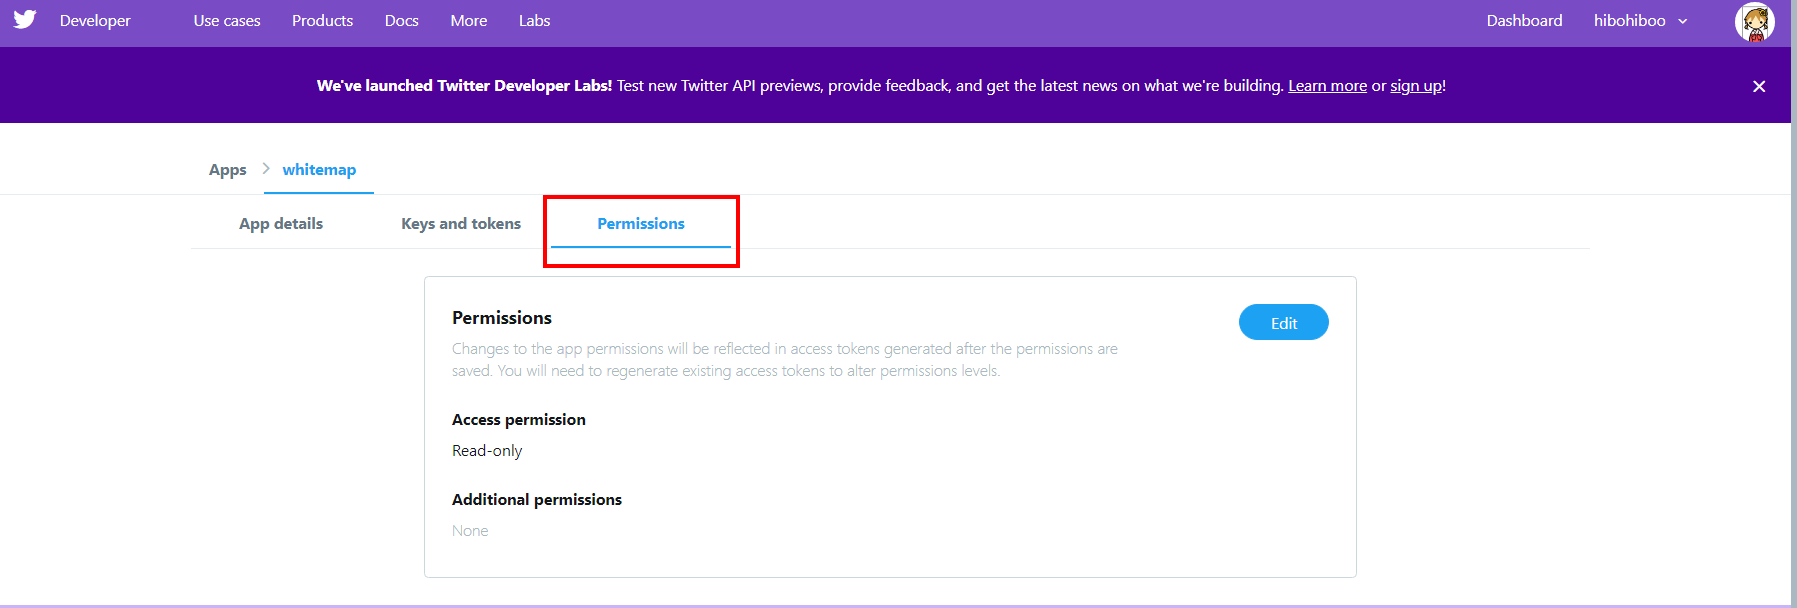 Developer Use cases Products Docs More Labs Dashboard hibohiboo
We've launched Twitter Developer Labs! Test new Twitter API previews, provide feedback, and get the latest news on what we're building. Learn more or sign up!
Apps whitemap
App details Keys and tokens Permissions
Permissions
Edit
Changes to the app permissions will be reflected in access tokens generated after the permissions are
saved. You will need to regenerate existing access tokens to alter permissions levels.
Access permission
Read-only
Additional permissions
None